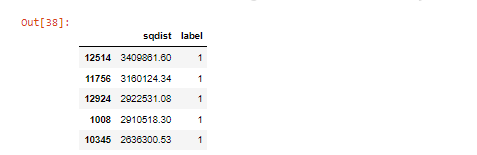 Out[38]:
sqdist label
12514 3409861.60 1
11756 3160124.34 1
12924 2922531.08 1
1008 2910518.30 1
10345 2636300.53 1